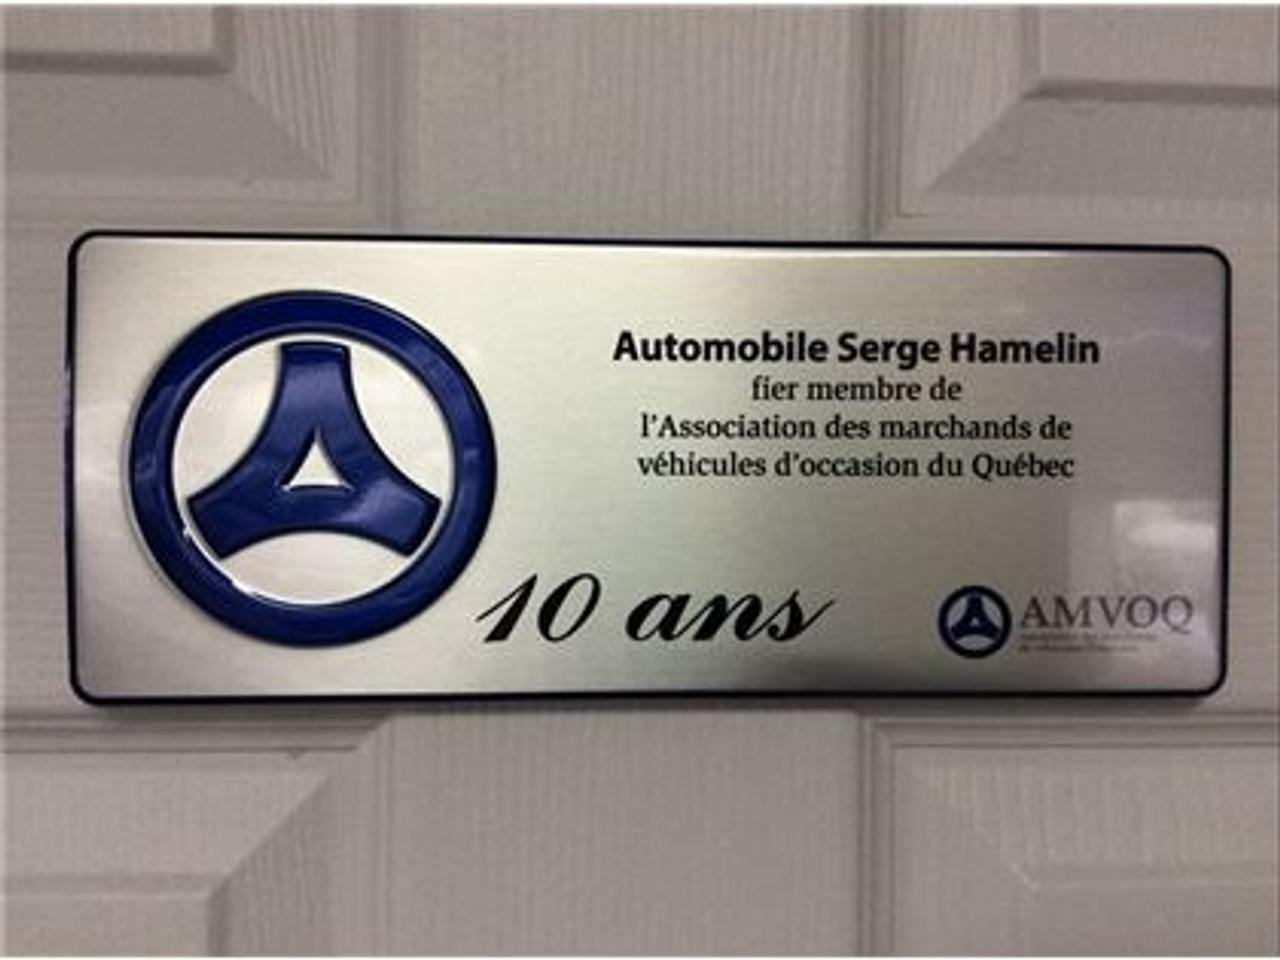 Automobile Serge Hamelin
fier membre de
l'Association des marchands de
véhicules d'occasion du Québec
10 ans
AMVOQ